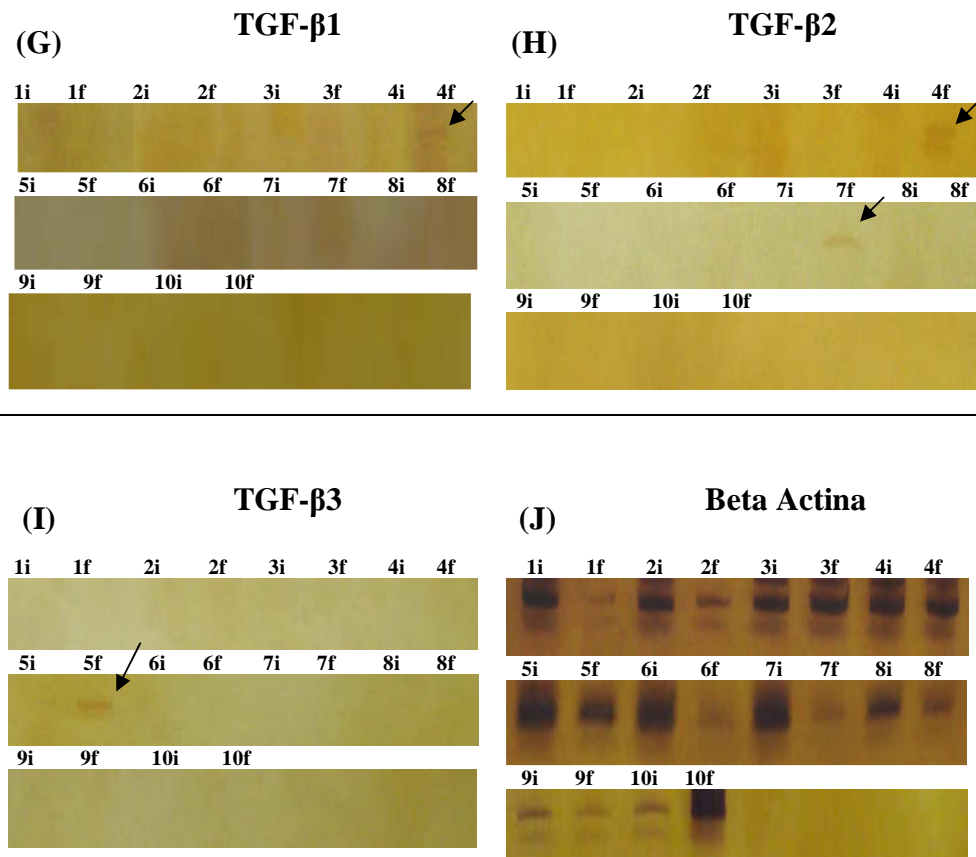 (G) TGF-β1
1i 1f 2i 2f 3i 3f 4i 4f
5i 5f 6i 6f 7i 7f 8i 8f
9i 9f 10i 10f
(H) TGF-β2
1i 1f 2i 2f 3i 3f 4i 4f
5i 5f 6i 6f 7i 7f 8i 8f
9i 9f 10i 10f
(I) TGF-β3
1i 1f 2i 2f 3i 3f 4i 4f
5i 5f 6i 6f 7i 7f 8i 8f
9i 9f 10i 10f
(J) Beta Actina
1i 1f 2i 2f 3i 3f 4i 4f
5i 5f 6i 6f 7i 7f 8i 8f
9i 9f 10i 10f